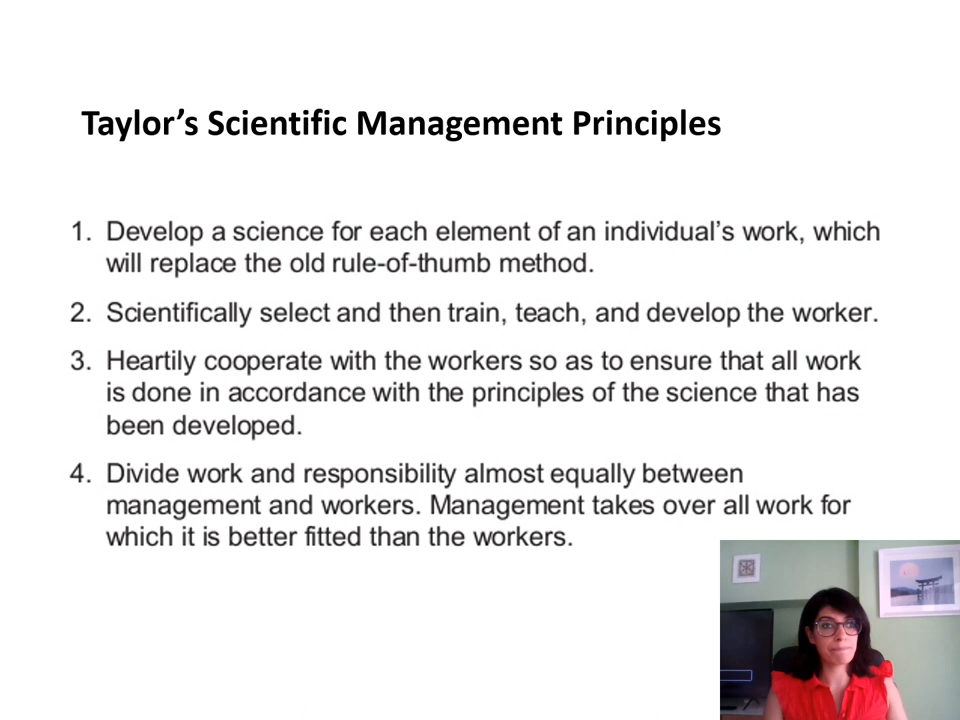 Taylor’s Scientific Management Principles
1. Develop a science for each element of an individual’s work, which
will replace the old rule-of-thumb method.
2. Scientifically select and then train, teach, and develop the worker.
3. Heartily cooperate with the workers so as to ensure that all work
is done in accordance with the principles of the science that has
been developed.
4. Divide work and responsibility almost equally between
management and workers. Management takes over all work for
which it is better fitted than the workers.